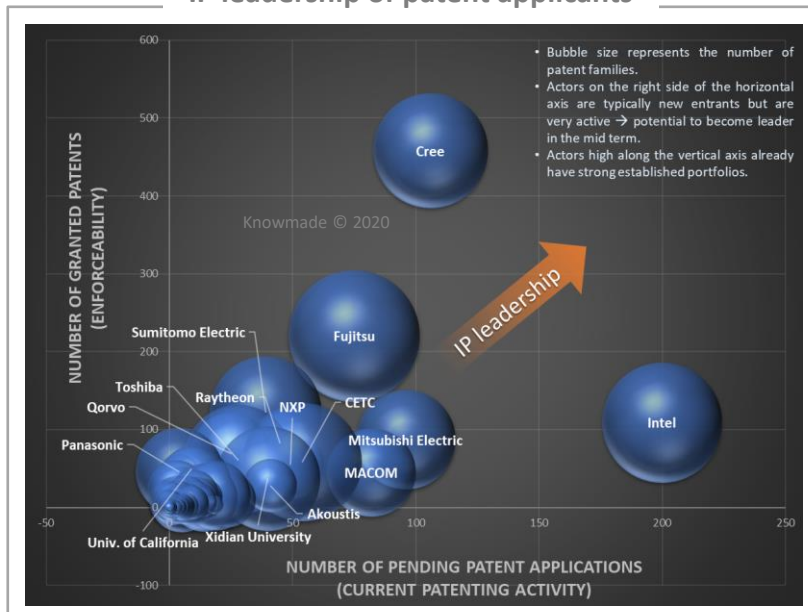 IP leadership of patent applicants
600
500
400
300
200
100
0
-100
-50
0
50
100
150
200
250
NUMBER OF GRANTED PATENTS
(ENFORCEABILITY)
NUMBER OF PENDING PATENT APPLICATIONS
(CURRENT PATENTING ACTIVITY)
• Bubble size represents the number of
patent families.
• Actors on the right side of the horizontal
axis are typically new entrants but are
very active → potential to become leader
in the mid term.
• Actors high along the vertical axis already
have strong established portfolios.
Cree
Knowmade © 2020
IP leadership
Fujitsu
Sumitomo Electric
Toshiba
Raytheon
Qorvo
NXP
CETC
Panasonic
Mitsubishi Electric
Intel
MACOM
Akoustis
Xidian University
Univ. of California